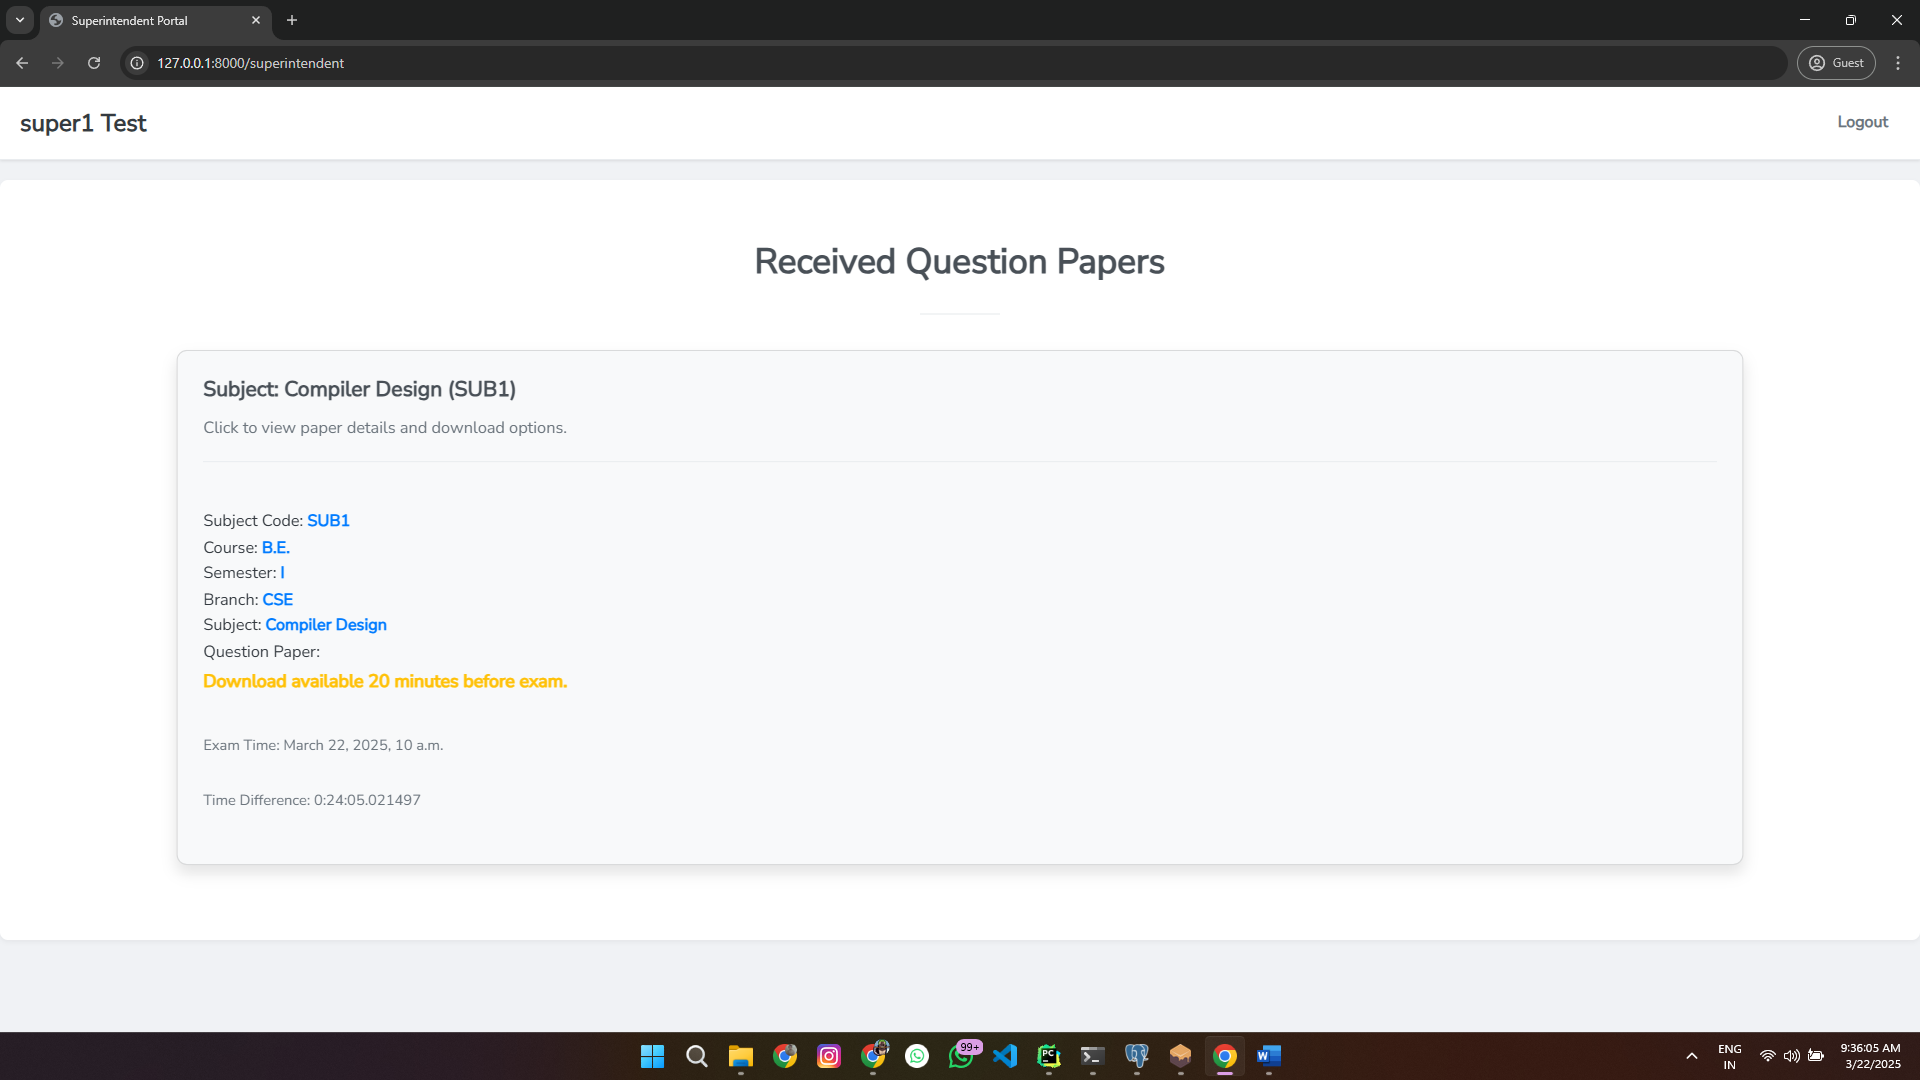 Superintendent Portal
127.0.0.1:8000/superintendent
Guest
super1 Test
Logout
Received Question Papers
Subject: Compiler Design (SUB1)
Click to view paper details and download options.
Subject Code: SUB1
Course: B.E.
Semester: I
Branch: CSE
Subject: Compiler Design
Question Paper:
Download available 20 minutes before exam.
Exam Time: March 22, 2025, 10 a.m.
Time Difference: 0:24:05.021497
99+
PC
W
ENG
IN
9:36:05 AM
3/22/2025